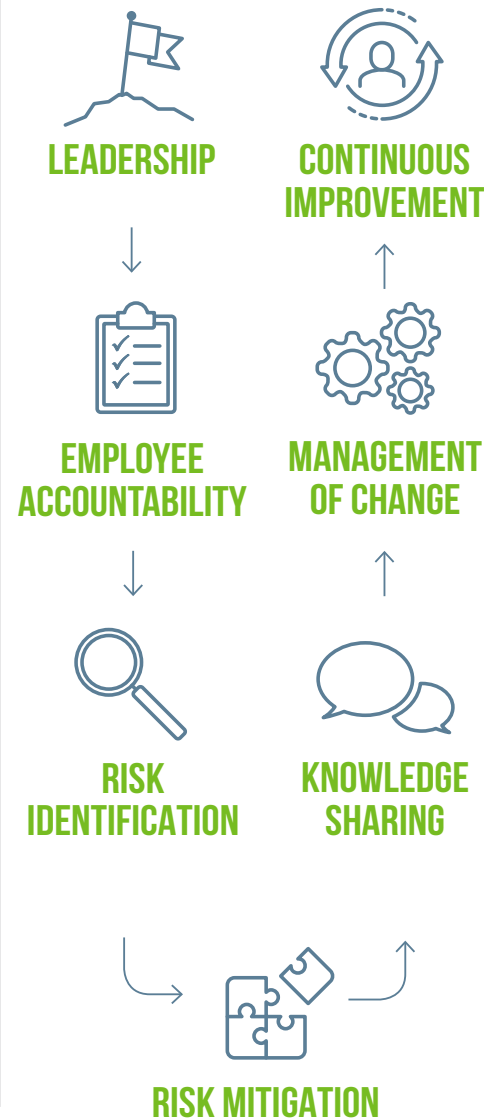 LEADERSHIP
EMPLOYEE
ACCOUNTABILITY
RISK
IDENTIFICATION
RISK MITIGATION
KNOWLEDGE
SHARING
MANAGEMENT
OF CHANGE
CONTINUOUS
IMPROVEMENT